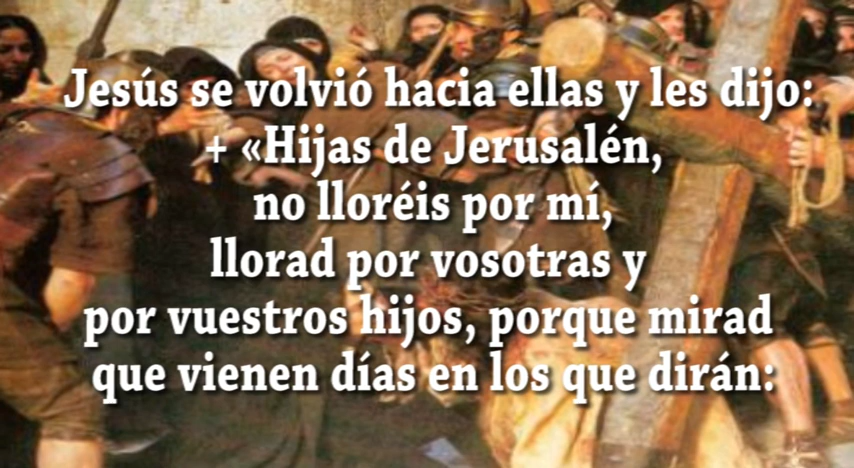 Jesús se volvió hacia ellas y les dijo:
+ «Hijas de Jerusalén,
no lloréis por mí,
llorad por vosotras y
por vuestros hijos, porque mirad
que vienen días en los que dirán: